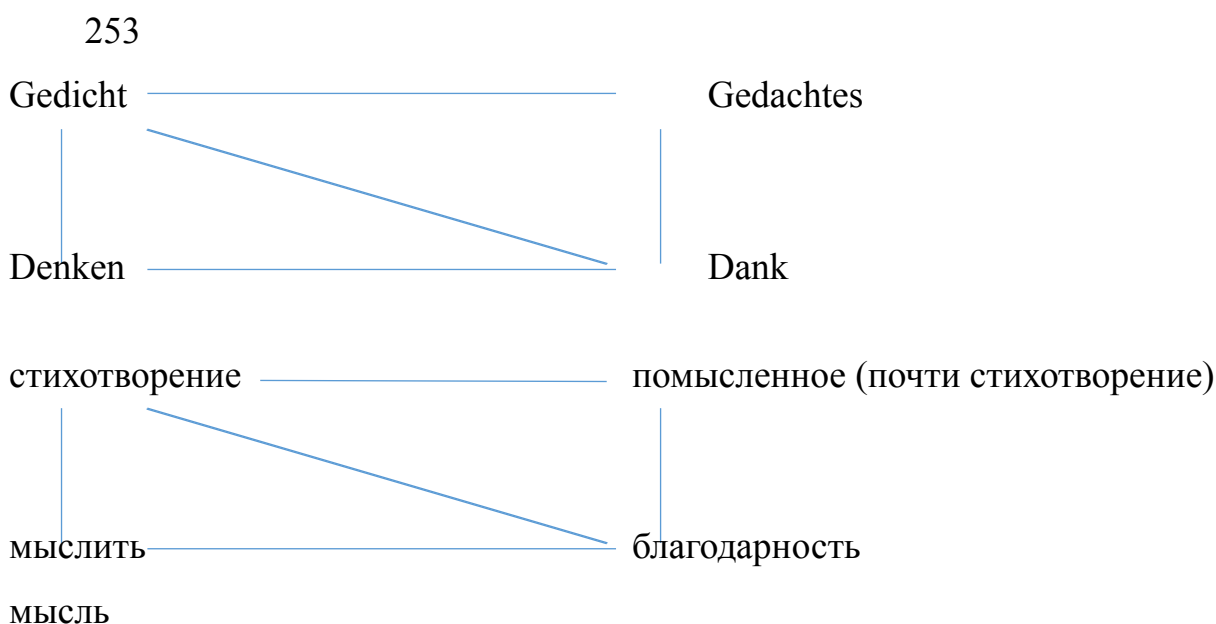 253
Gedicht Gedachtes
Denken Dank
стихотворение помысленное (почти стихотворение)
мыслить благодарность
мысль